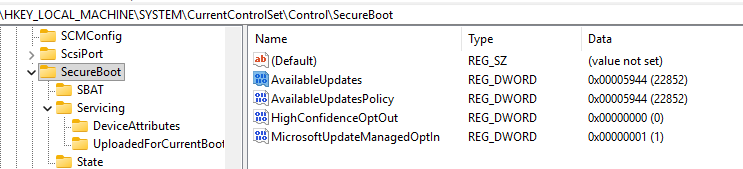 \HKEY_LOCAL_MACHINE\SYSTEM\CurrentControlSet\Control\SecureBoot
SCMConfig
ScsiPort
SecureBoot
SBAT
Servicing
DeviceAttributes
UploadedForCurrentBoot
State
Name Type Data
(Default) REG_SZ (value not set)
AvailableUpdates REG_DWORD 0x00005944 (22852)
AvailableUpdatesPolicy REG_DWORD 0x00005944 (22852)
HighConfidenceOptOut REG_DWORD 0x00000000 (0)
MicrosoftUpdateManagedOptIn REG_DWORD 0x00000001 (1)